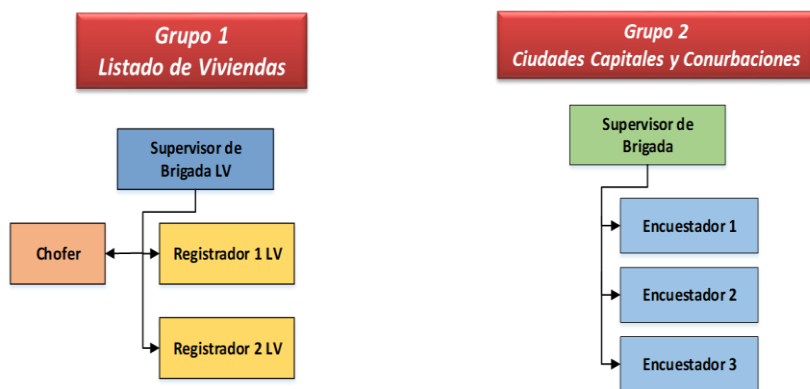 Grupo 1
Listado de Viviendas
Supervisor de
Brigada LV
Chofer
Registrador 1 LV
Registrador 2 LV
Grupo 2
Ciudades Capitales y Conurbaciones
Supervisor de
Brigada
Encuestador 1
Encuestador 2
Encuestador 3